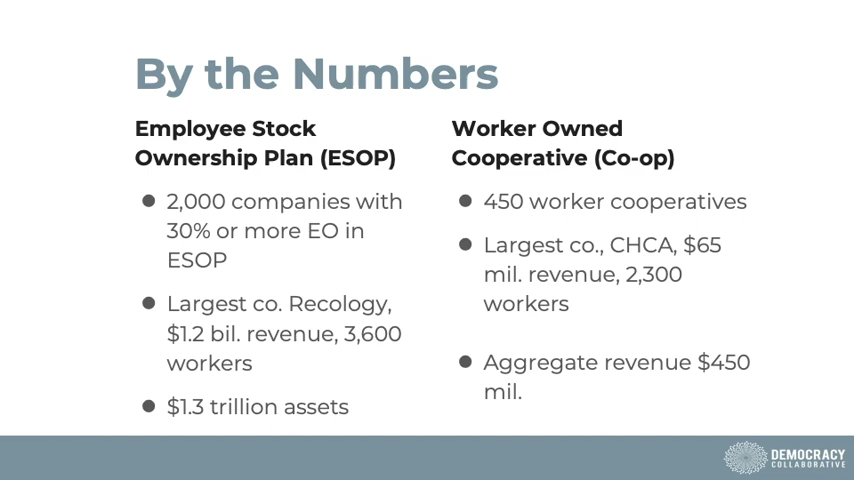 By the Numbers
Employee Stock
Ownership Plan (ESOP)
● 2,000 companies with
30% or more EO in
ESOP
● Largest co. Recology,
$1.2 bil. revenue, 3,600
workers
● $1.3 trillion assets
Worker Owned
Cooperative (Co-op)
● 450 worker cooperatives
● Largest co., CHCA, $65
mil. revenue, 2,300
workers
● Aggregate revenue $450
mil.
DEMOCRACY
COLLABORATIVE